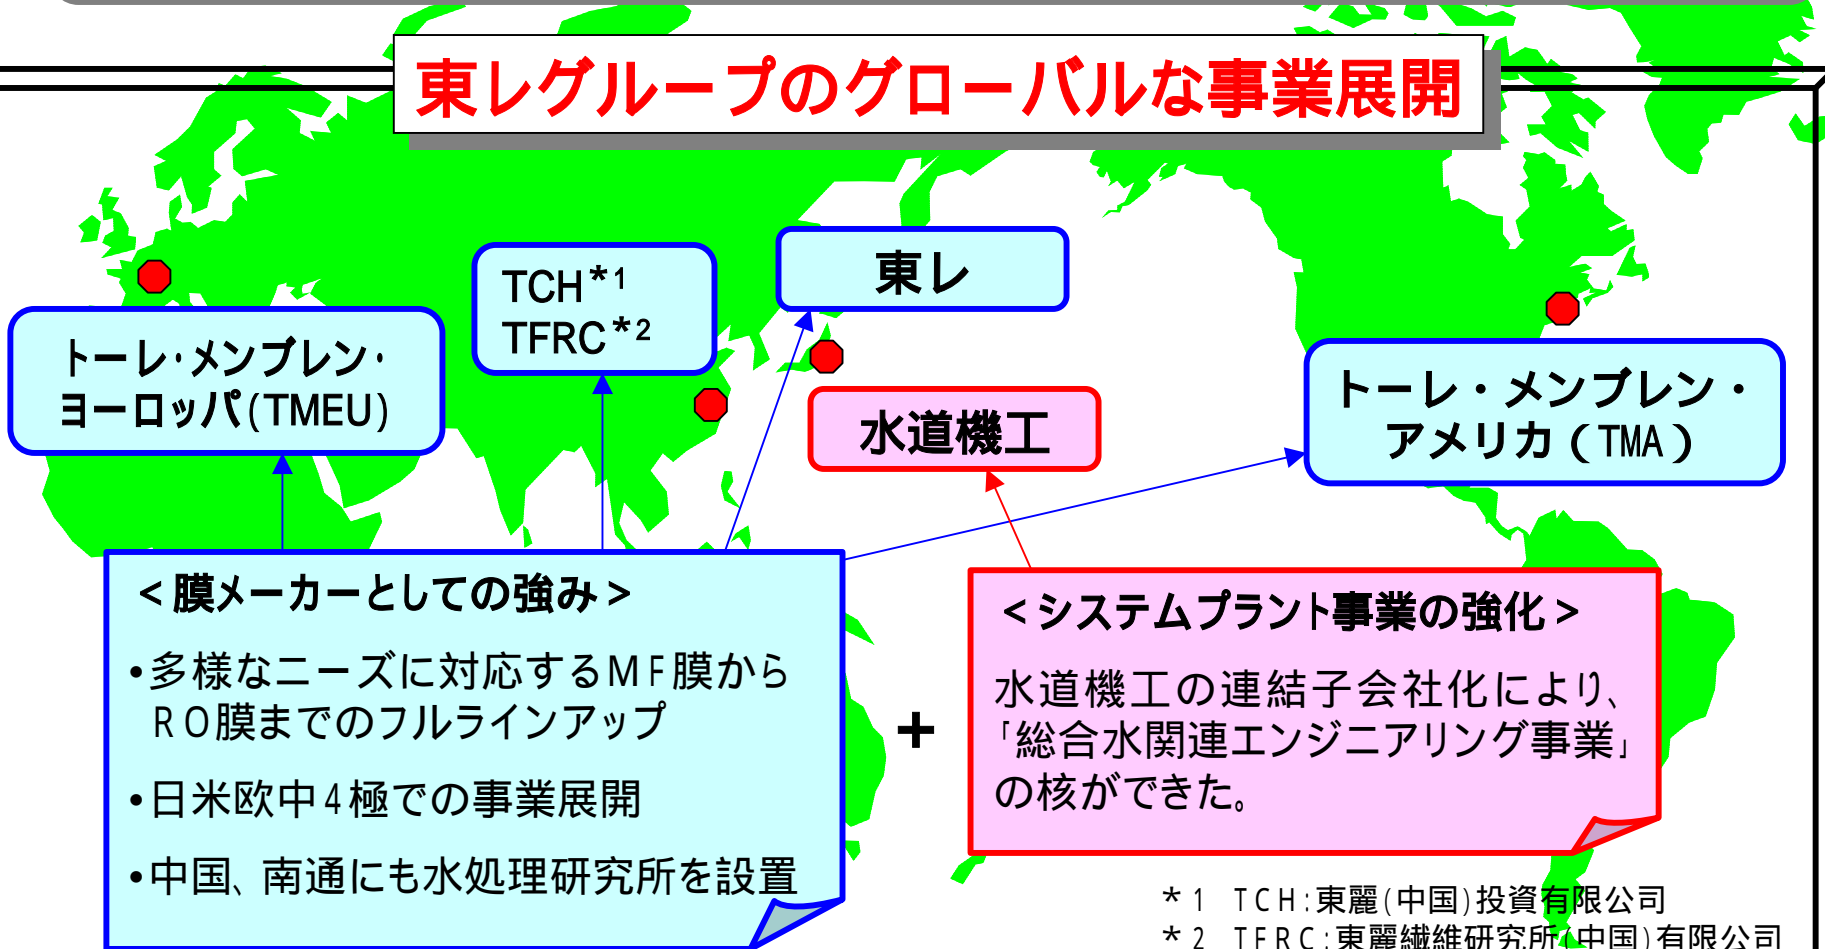 東レグループのグローバルな事業展開
TCH*1
TFRC*2
東レ
トーレ・メンブレン・
ヨーロッパ(TMEU)
水道機工
トーレ・メンブレン・
アメリカ(TMA)
<膜メーカーとしての強み>
•多様なニーズに対応するMF膜から
RO膜までのフルラインアップ
•日米欧中4極での事業展開
•中国、南通にも水処理研究所を設置
+
<システムプラント事業の強化>
水道機工の連結子会社化により、
「総合水関連エンジニアリング事業」
の核ができた。
*1 TCH:東麗(中国)投資有限公司
*2 TFRC:東麗繊維研究所(中国)有限公司